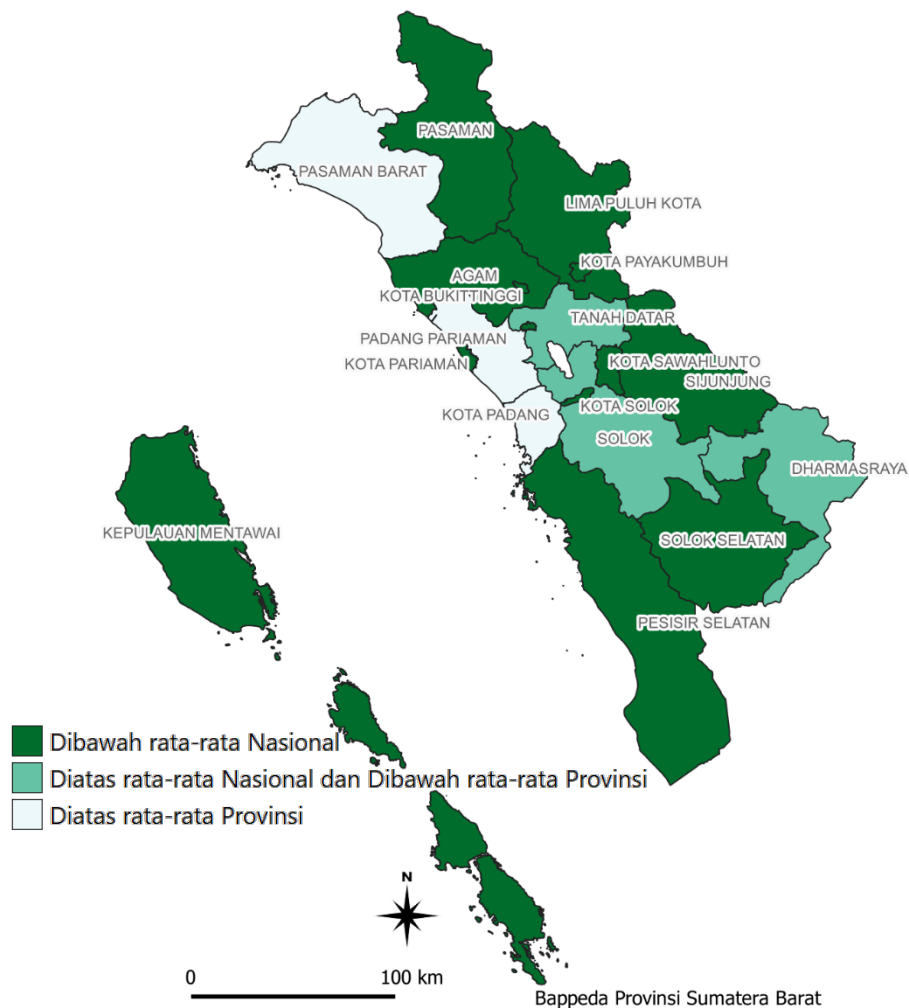 PASAMAN
PASAMAN BARAT
LIMA PULUH KOTA
KOTA PAYAKUMBUH
AGAM
KOTA BUKITTINGGI
TANAH DATAR
PADANG PARIAMAN
KOTA PARIAMAN
KOTA SAWAHLUNTO
SIJUNJUNG
KOTA PADANG
KOTA SOLOK
SOLOK
DHARMASRAYA
KEPULAUAN MENTAWAI
SOLOK SELATAN
PESISIR SELATAN
Dibawah rata-rata Nasional
Diatas rata-rata Nasional dan Dibawah rata-rata Provinsi
Diatas rata-rata Provinsi
N
0 100 km
Bappeda Provinsi Sumatera Barat